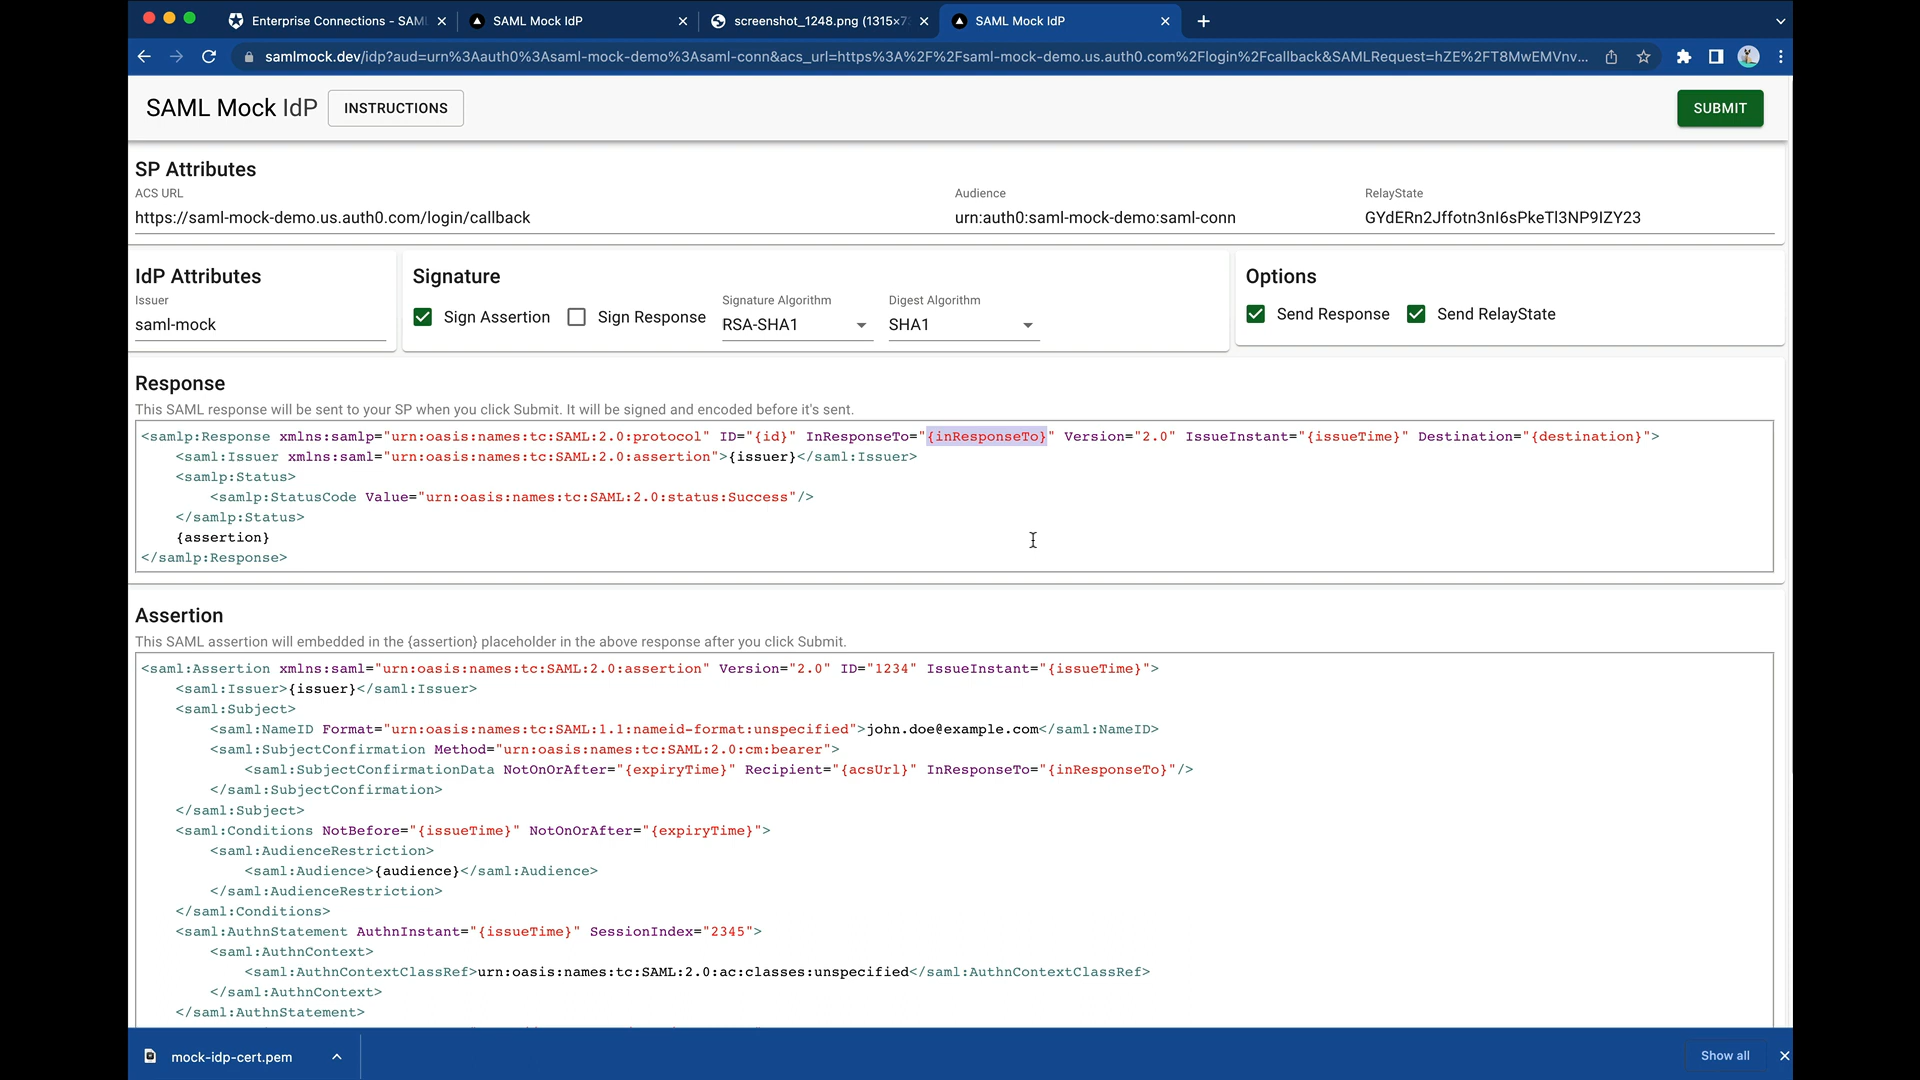 Enterprise Connections - SAML
SAML Mock IdP
screenshot_1248.png (1315×7
SAML Mock IdP
samlmock.dev/idp?aud=urn%3Aauth0%3Asaml-mock-demo%3Asaml-conn&acs_url=https%3A%2F%2Fsaml-mock-demo.us.auth0.com%2Flogin%2Fcallback&SAMLRequest=hZE%2FT8MwEMVnv...
SAML Mock IdP
INSTRUCTIONS
SUBMIT
SP Attributes
ACS URL
Audience
RelayState
https://saml-mock-demo.us.auth0.com/login/callback
urn:auth0:saml-mock-demo:saml-conn
GYdERn2Jffotn3nI6sPkeTl3NP9IZY23
IdP Attributes
Issuer
saml-mock
Signature
Sign Assertion
Sign Response
Signature Algorithm
RSA-SHA1
Digest Algorithm
SHA1
Options
Send Response
Send RelayState
Response
This SAML response will be sent to your SP when you click Submit. It will be signed and encoded before it's sent.
<samlp:Response xmlns:samlp="urn:oasis:names:tc:SAML:2.0:protocol" ID="{id}" InResponseTo="{inResponseTo}" Version="2.0" IssueInstant="{issueTime}" Destination="{destination}">
<saml:Issuer xmlns:saml="urn:oasis:names:tc:SAML:2.0:assertion">{issuer}</saml:Issuer>
<samlp:Status>
<samlp:StatusCode Value="urn:oasis:names:tc:SAML:2.0:status:Success"/>
</samlp:Status>
{assertion}
</samlp:Response>
Assertion
This SAML assertion will embedded in the {assertion} placeholder in the above response after you click Submit.
<saml:Assertion xmlns:saml="urn:oasis:names:tc:SAML:2.0:assertion" Version="2.0" ID="1234" IssueInstant="{issueTime}">
<saml:Issuer>{issuer}</saml:Issuer>
<saml:Subject>
<saml:NameID Format="urn:oasis:names:tc:SAML:1.1:nameid-format:unspecified">john.doe@example.com</saml:NameID>
<saml:SubjectConfirmation Method="urn:oasis:names:tc:SAML:2.0:cm:bearer">
<saml:SubjectConfirmationData NotOnOrAfter="{expiryTime}" Recipient="{acsUrl}" InResponseTo="{inResponseTo}"/>
</saml:SubjectConfirmation>
</saml:Subject>
<saml:Conditions NotBefore="{issueTime}" NotOnOrAfter="{expiryTime}">
<saml:AudienceRestriction>
<saml:Audience>{audience}</saml:Audience>
</saml:AudienceRestriction>
</saml:Conditions>
<saml:AuthnStatement AuthnInstant="{issueTime}" SessionIndex="2345">
<saml:AuthnContext>
<saml:AuthnContextClassRef>urn:oasis:names:tc:SAML:2.0:ac:classes:unspecified</saml:AuthnContextClassRef>
</saml:AuthnContext>
</saml:AuthnStatement>
mock-idp-cert.pem
Show all